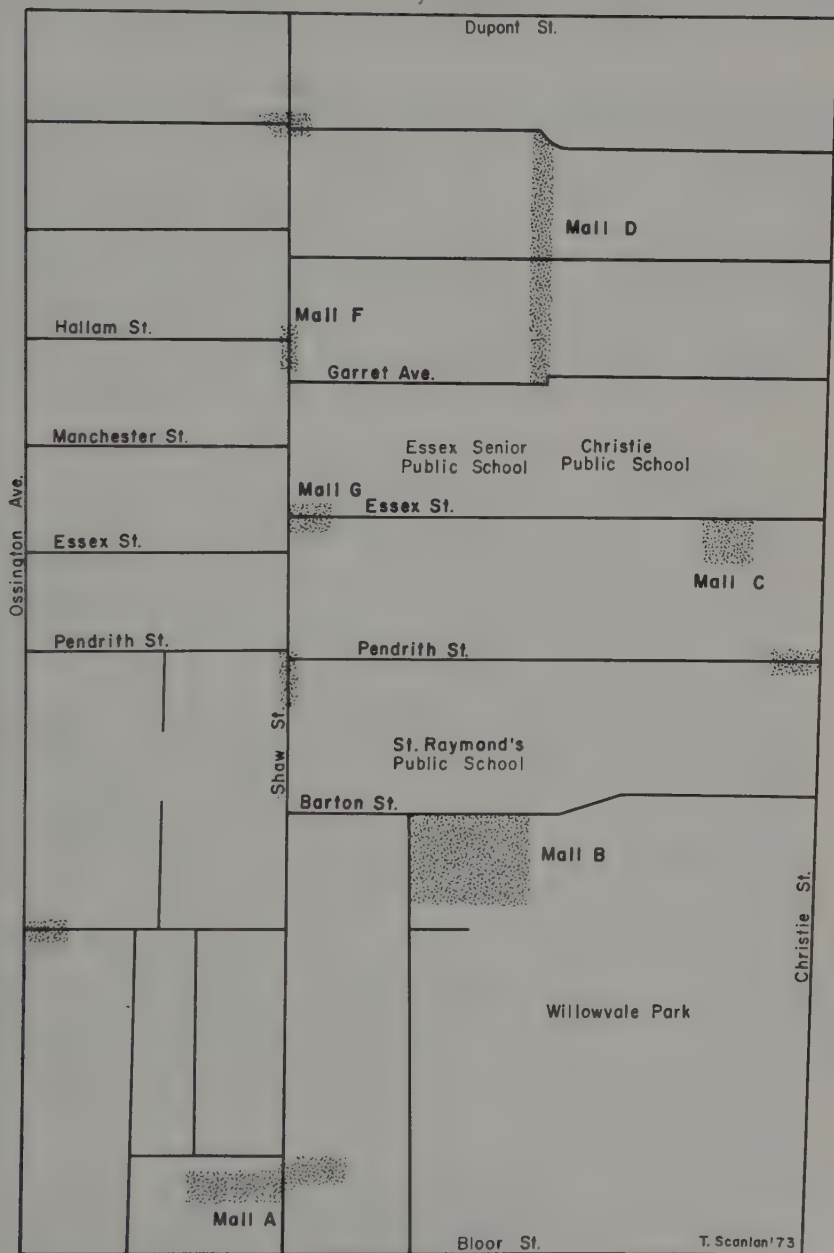 Dupont St.
Mall D
Mall F
Hallam St.
Garret Ave.
Manchester St.
Essex Senior
Public School
Christie
Public School
Mall G
Essex St.
Ossington Ave.
Essex St.
Mall C
Pendrith St.
Pendrith St.
Shaw St.
St. Raymond's
Public School
Barton St.
Mall B
Christie St.
Willowvale Park
Mall A
Bloor St.
T. Scanlan '73